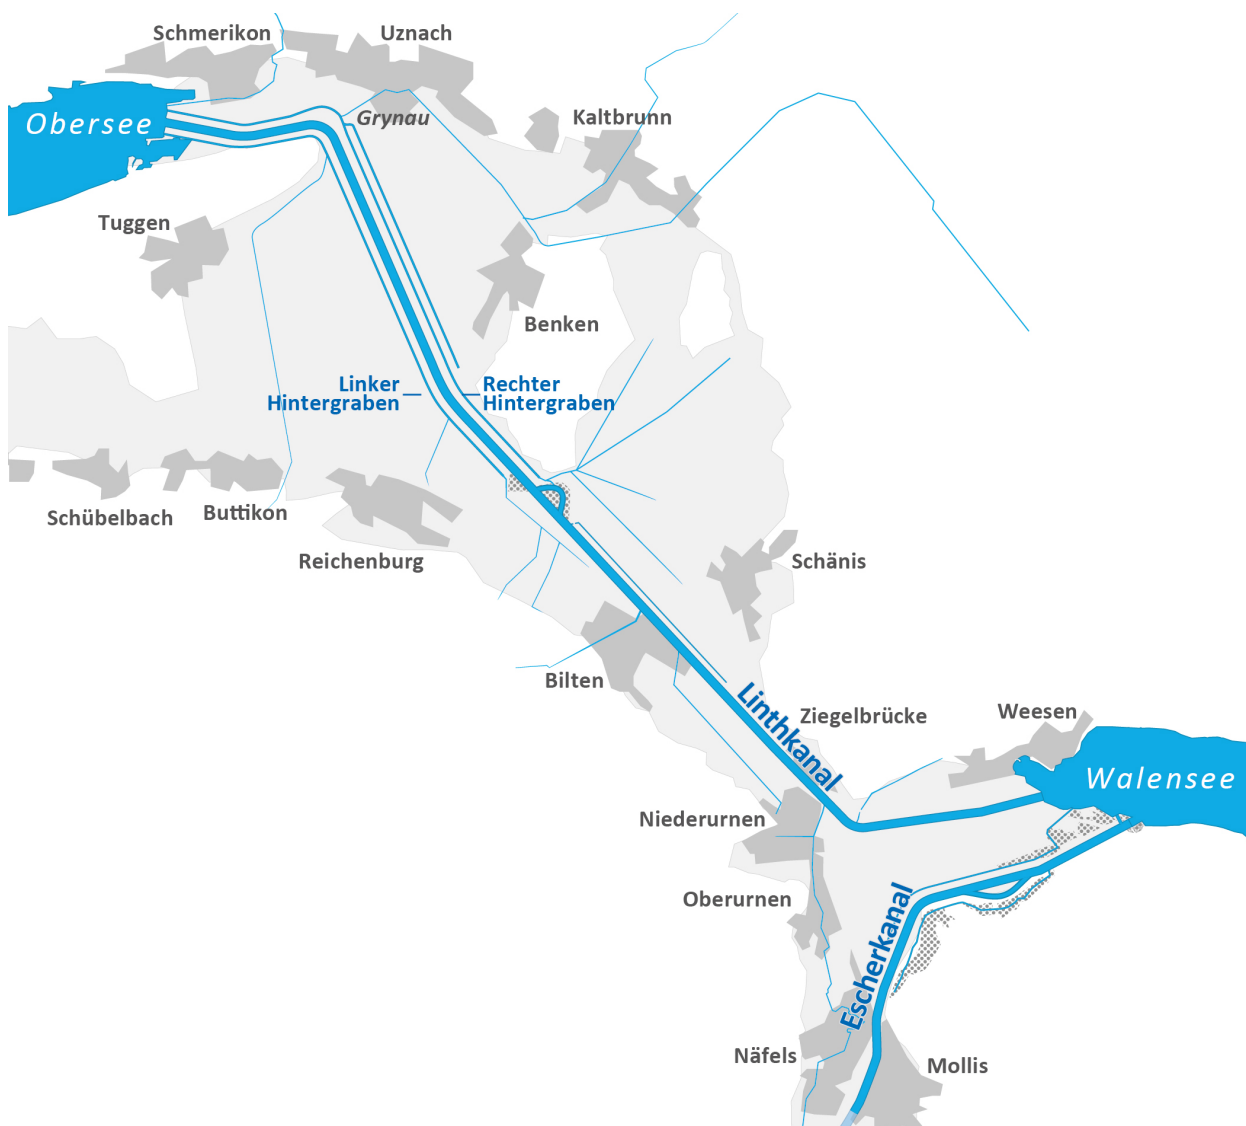 Schmerikon
Uznach
Obersee
Grynau
Kaltbrunn
Tuggen
Benken
Linker
Hintergraben
Rechter
Hintergraben
Schübelbach
Buttikon
Reichenburg
Schänis
Bilten
Linthkanal
Ziegelbrücke
Weesen
Walensee
Niederurnen
Oberurnen
Escherkanal
Näfels
Mollis